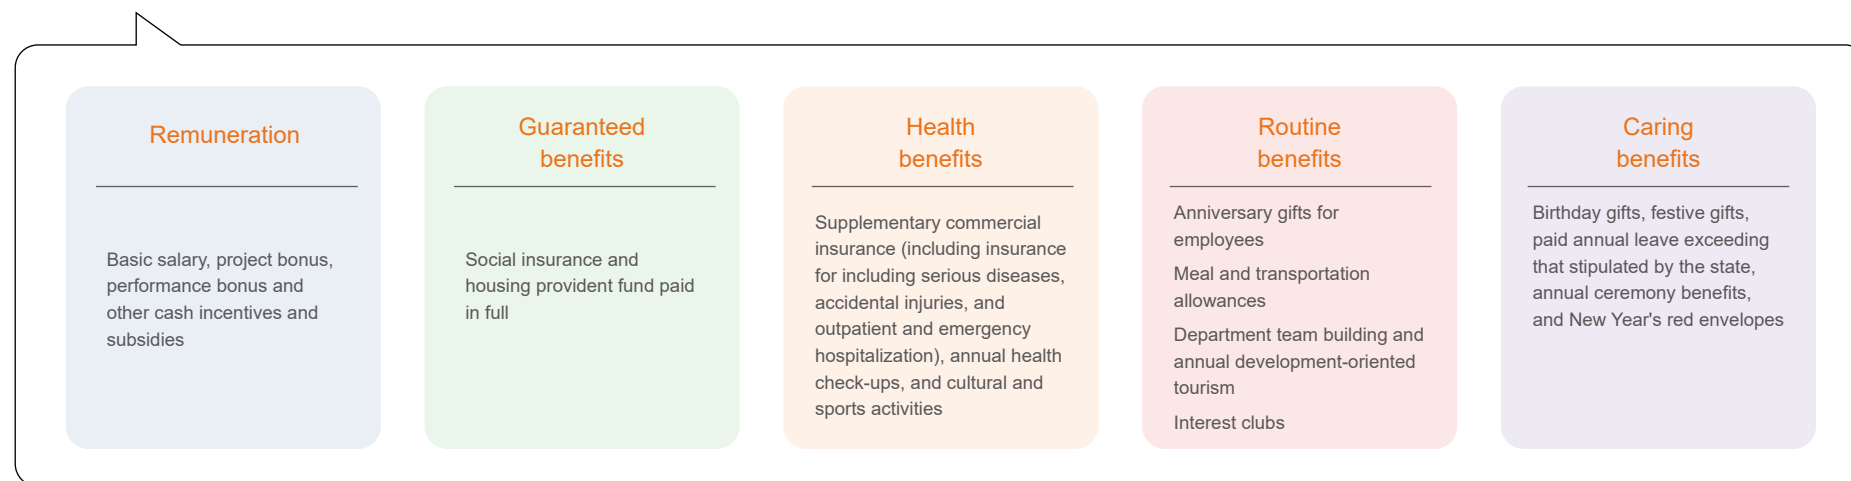 Remuneration
Basic salary, project bonus,
performance bonus and
other cash incentives and
subsidies
Guaranteed
benefits
Social insurance and
housing provident fund paid
in full
Health
benefits
Supplementary commercial
insurance (including insurance
for including serious diseases,
accidental injuries, and
outpatient and emergency
hospitalization), annual health
check-ups, and cultural and
sports activities
Routine
benefits
Anniversary gifts for
employees
Meal and transportation
allowances
Department team building and
annual development-oriented
tourism
Interest clubs
Caring
benefits
Birthday gifts, festive gifts,
paid annual leave exceeding
that stipulated by the state,
annual ceremony benefits,
and New Year's red envelopes